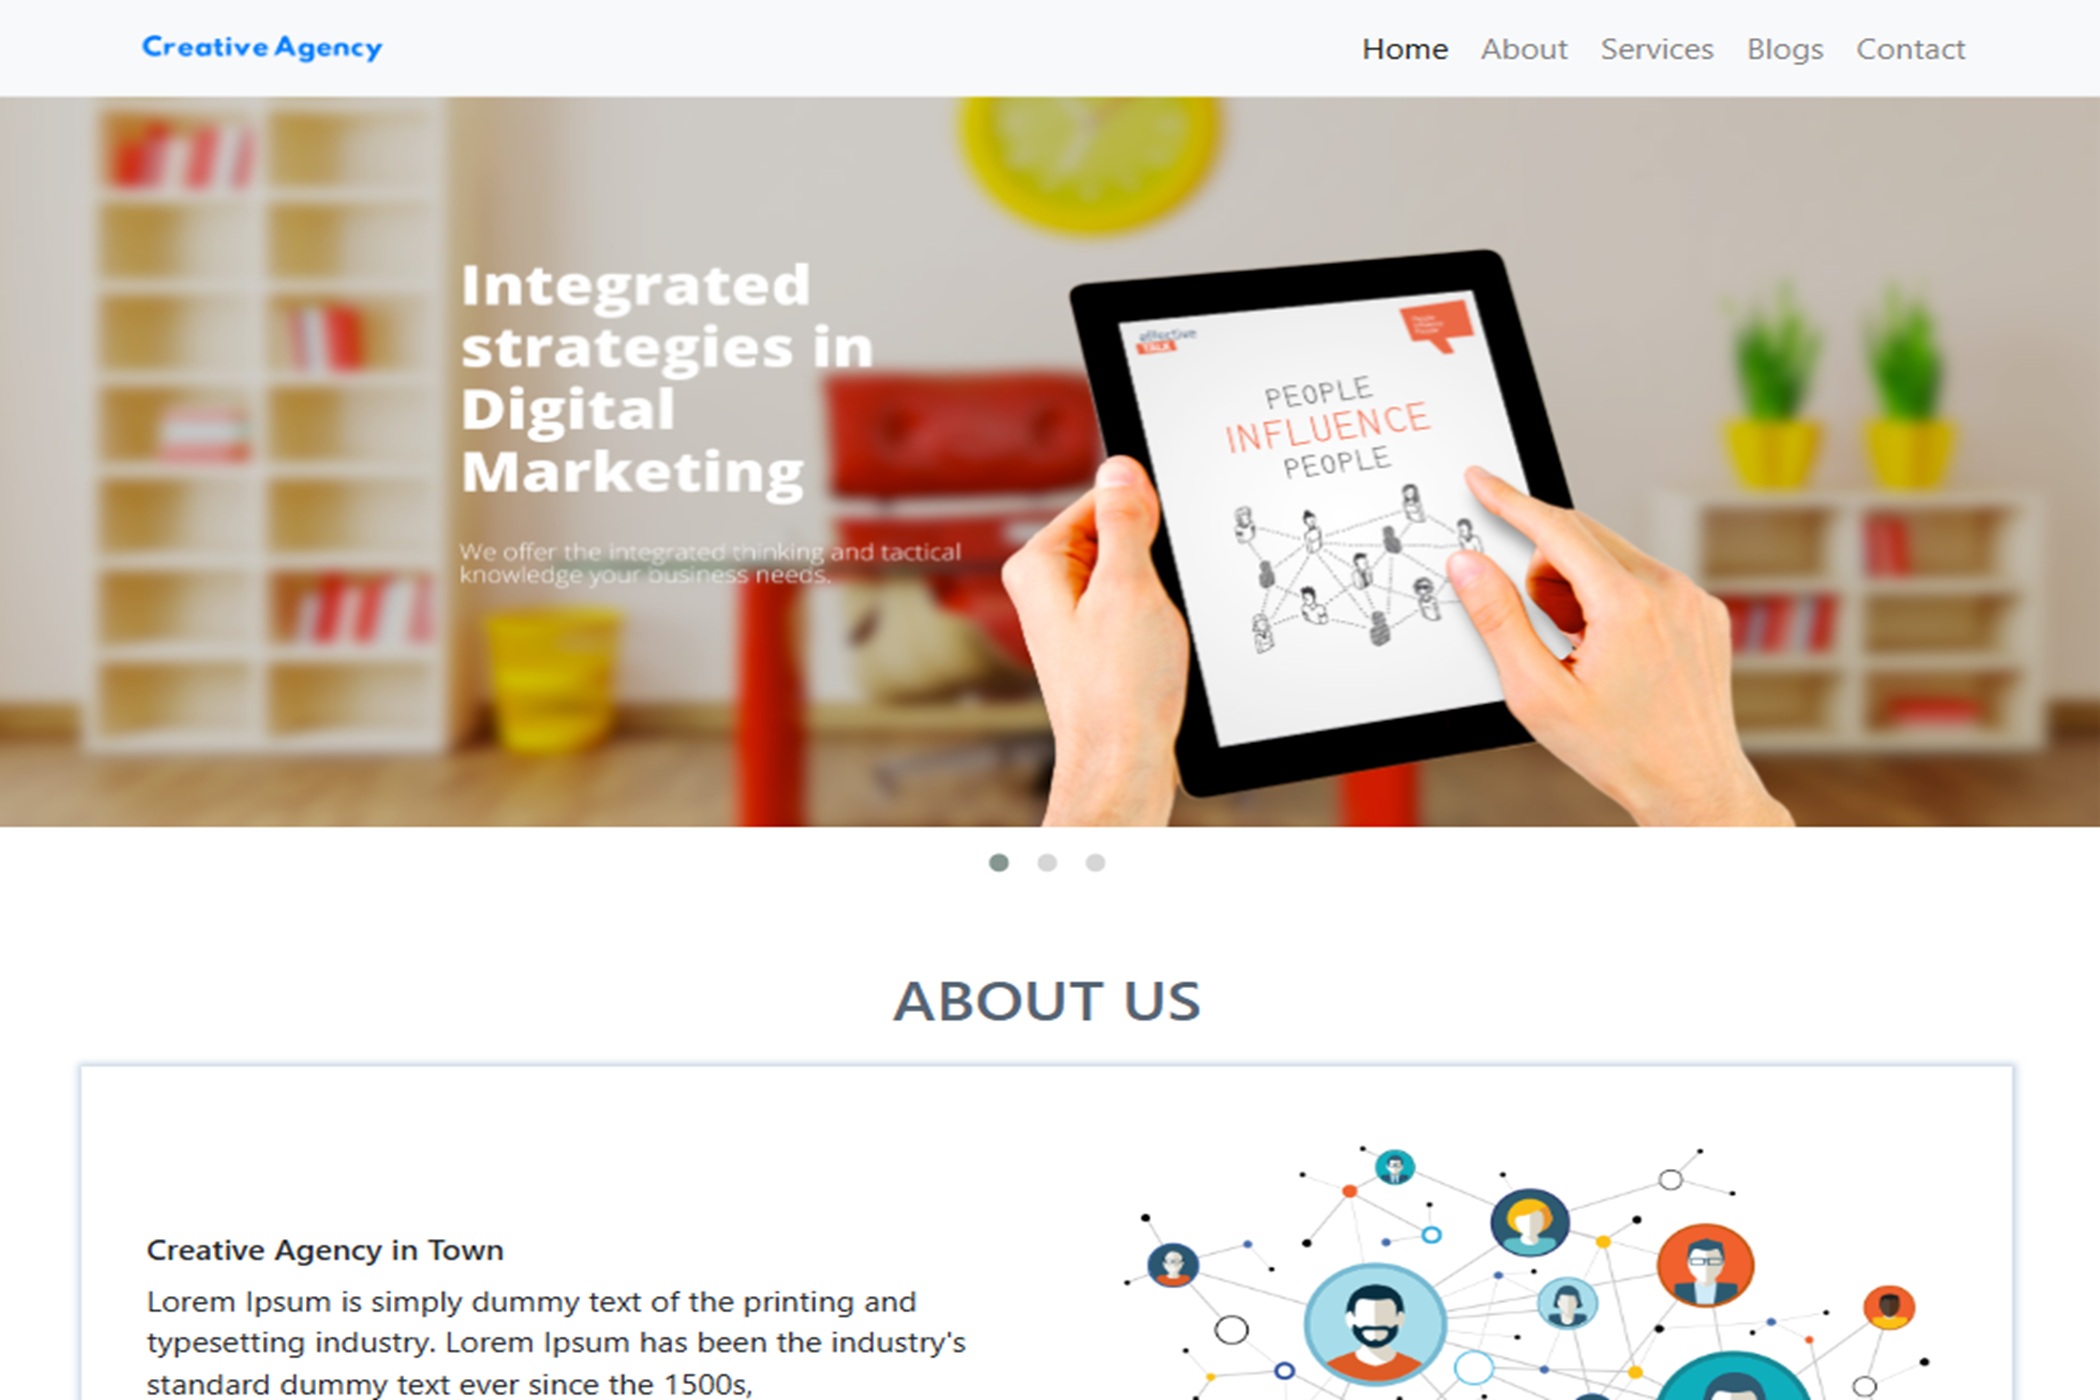 Creative Agency
Home About Services Blogs Contact
Integrated
strategies in
Digital
Marketing
We offer the integrated thinking and tactical
knowledge your business needs.
effective
TALK
People
Influence
People
PEOPLE
INFLUENCE
PEOPLE
ABOUT US
Creative Agency in Town
Lorem Ipsum is simply dummy text of the printing and
typesetting industry. Lorem Ipsum has been the industry's
standard dummy text ever since the 1500s,